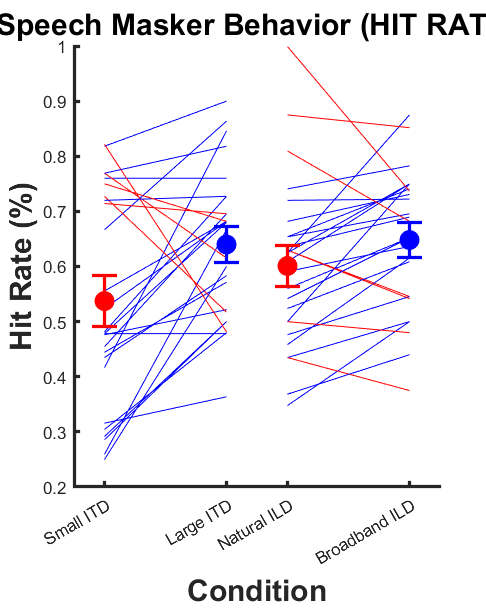 Speech Masker Behavior (HIT RAT
1
0.9
0.8
0.7
0.6
0.5
0.4
0.3
0.2
Hit Rate (%)
Small ITD
Large ITD
Natural ILD
Broadband ILD
Condition